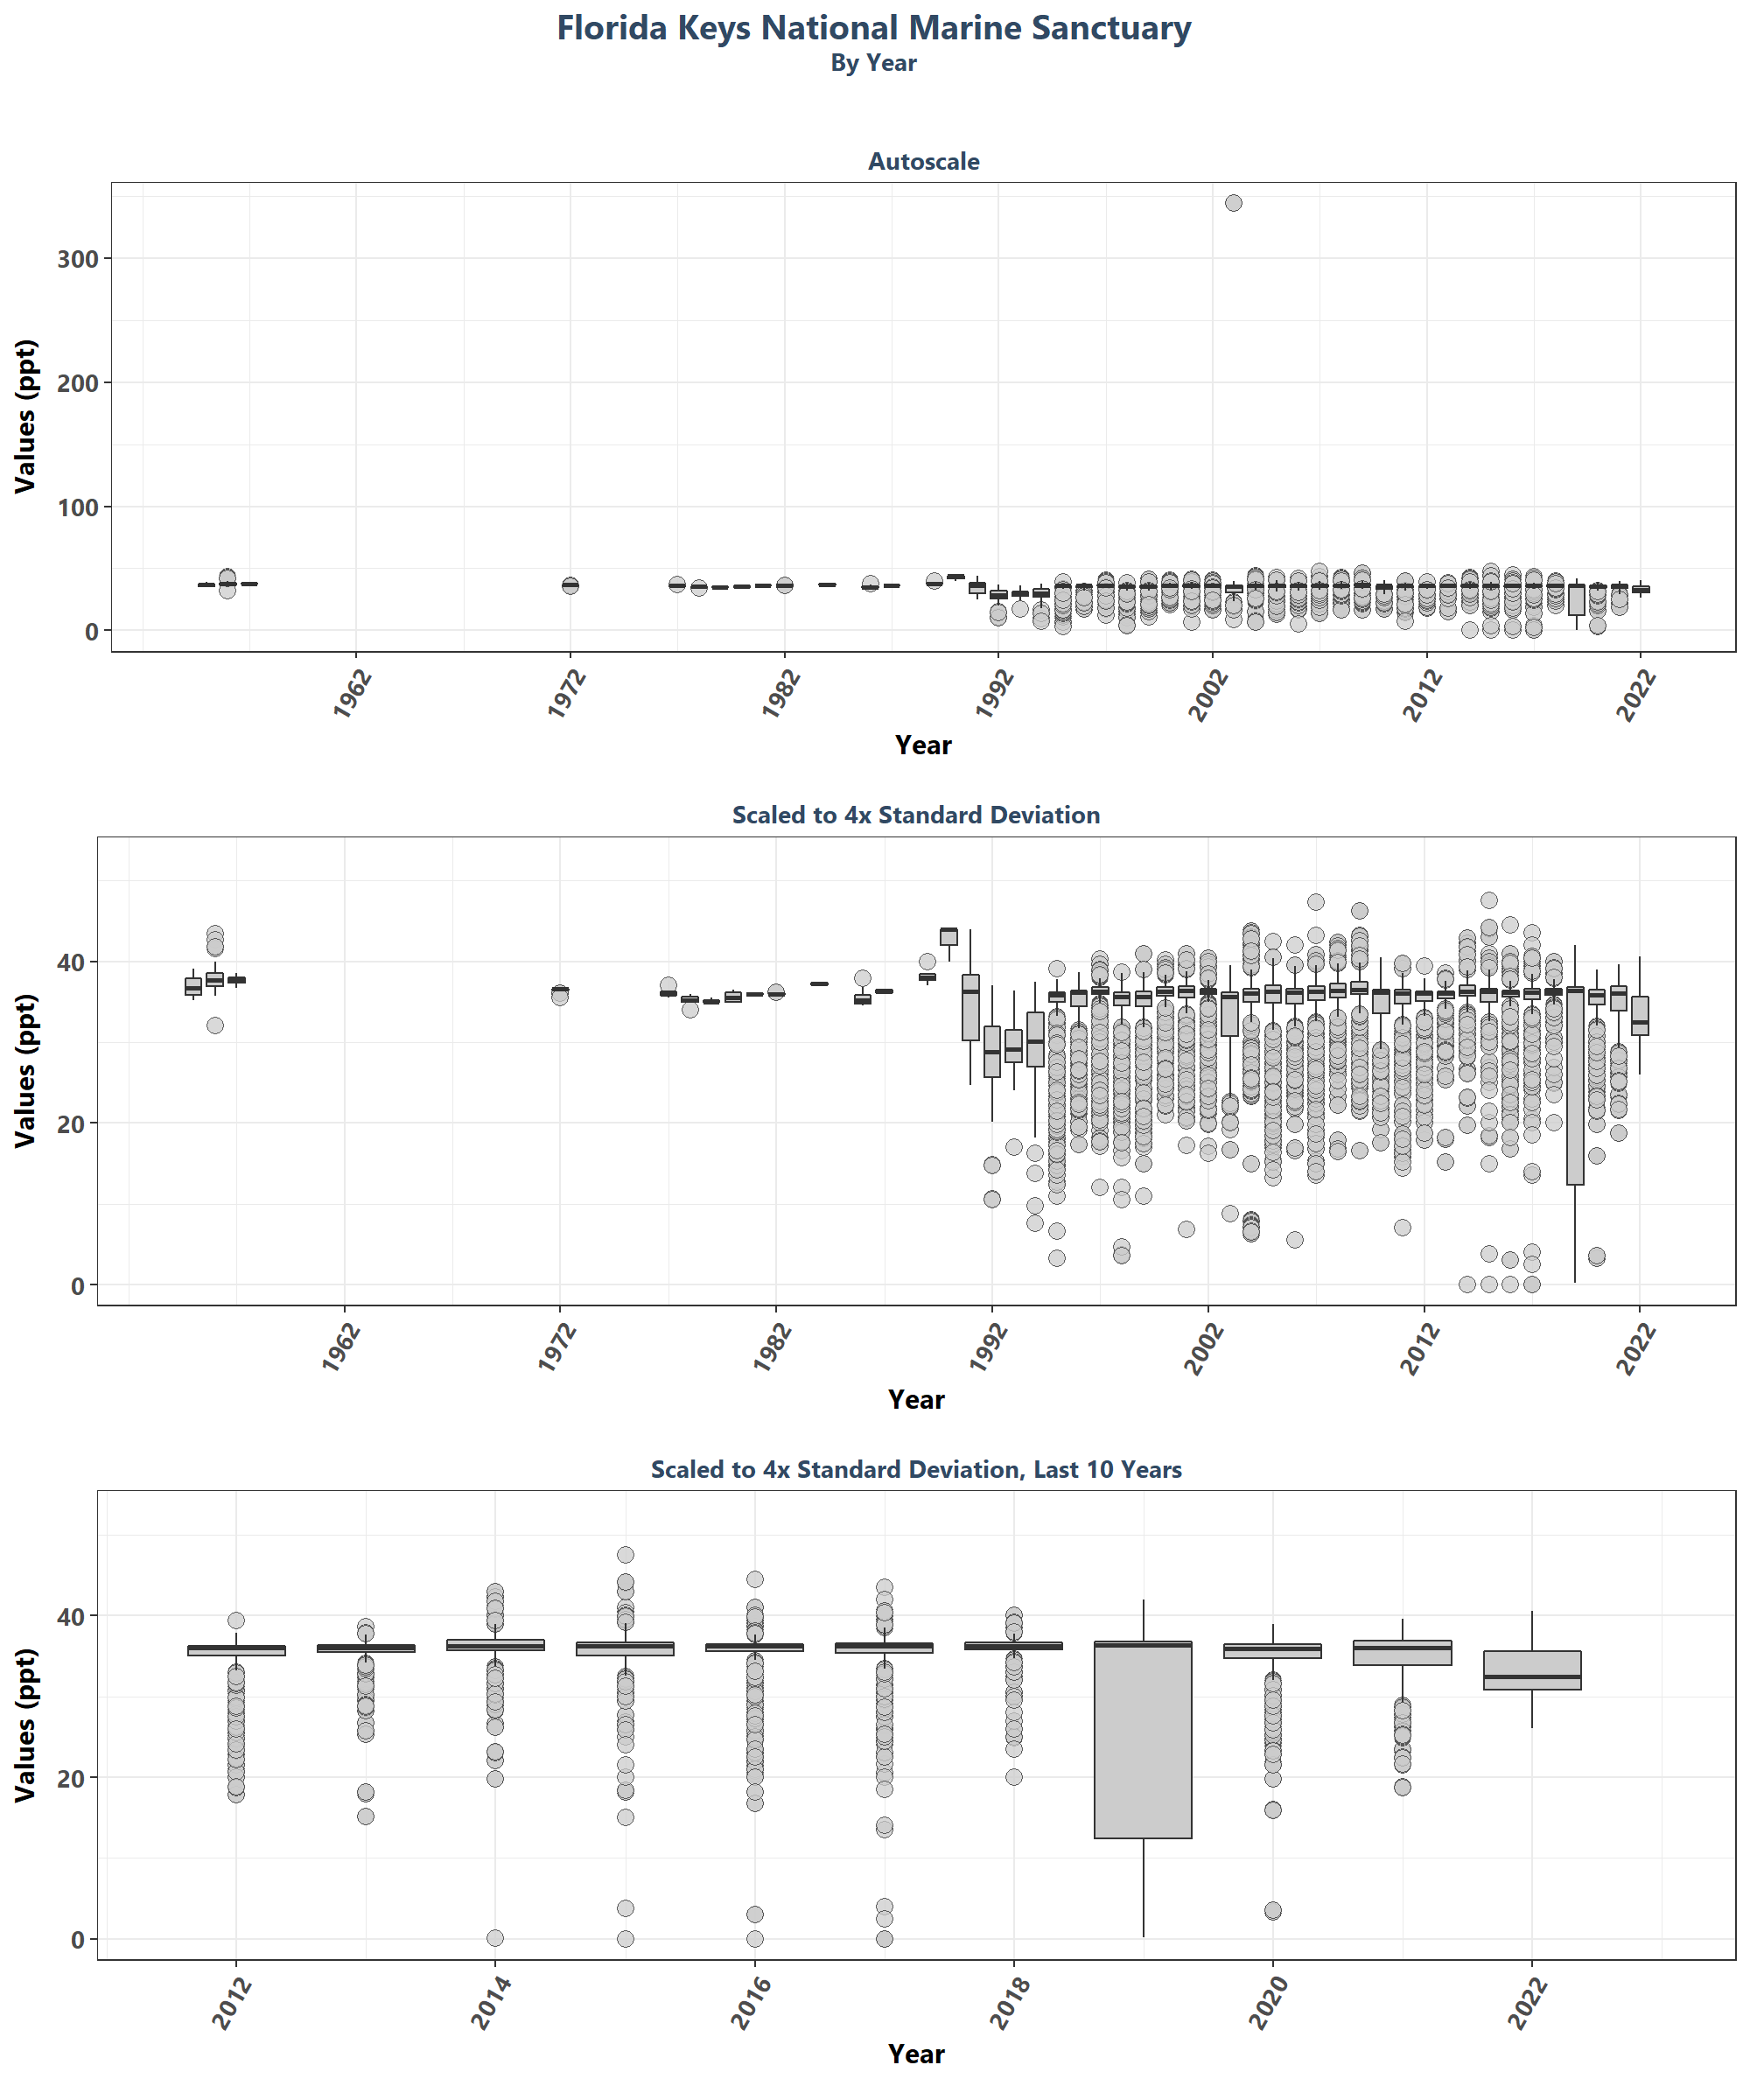 Florida Keys National Marine Sanctuary
By Year
Autoscale
Values (ppt)
300
200
100
0
1962
1972
1982
1992
2002
2012
2022
Year
Scaled to 4x Standard Deviation
Values (ppt)
40
20
0
1962
1972
1982
1992
2002
2012
2022
Year
Scaled to 4x Standard Deviation, Last 10 Years
Values (ppt)
40
20
0
2012
2014
2016
2018
2020
2022
Year